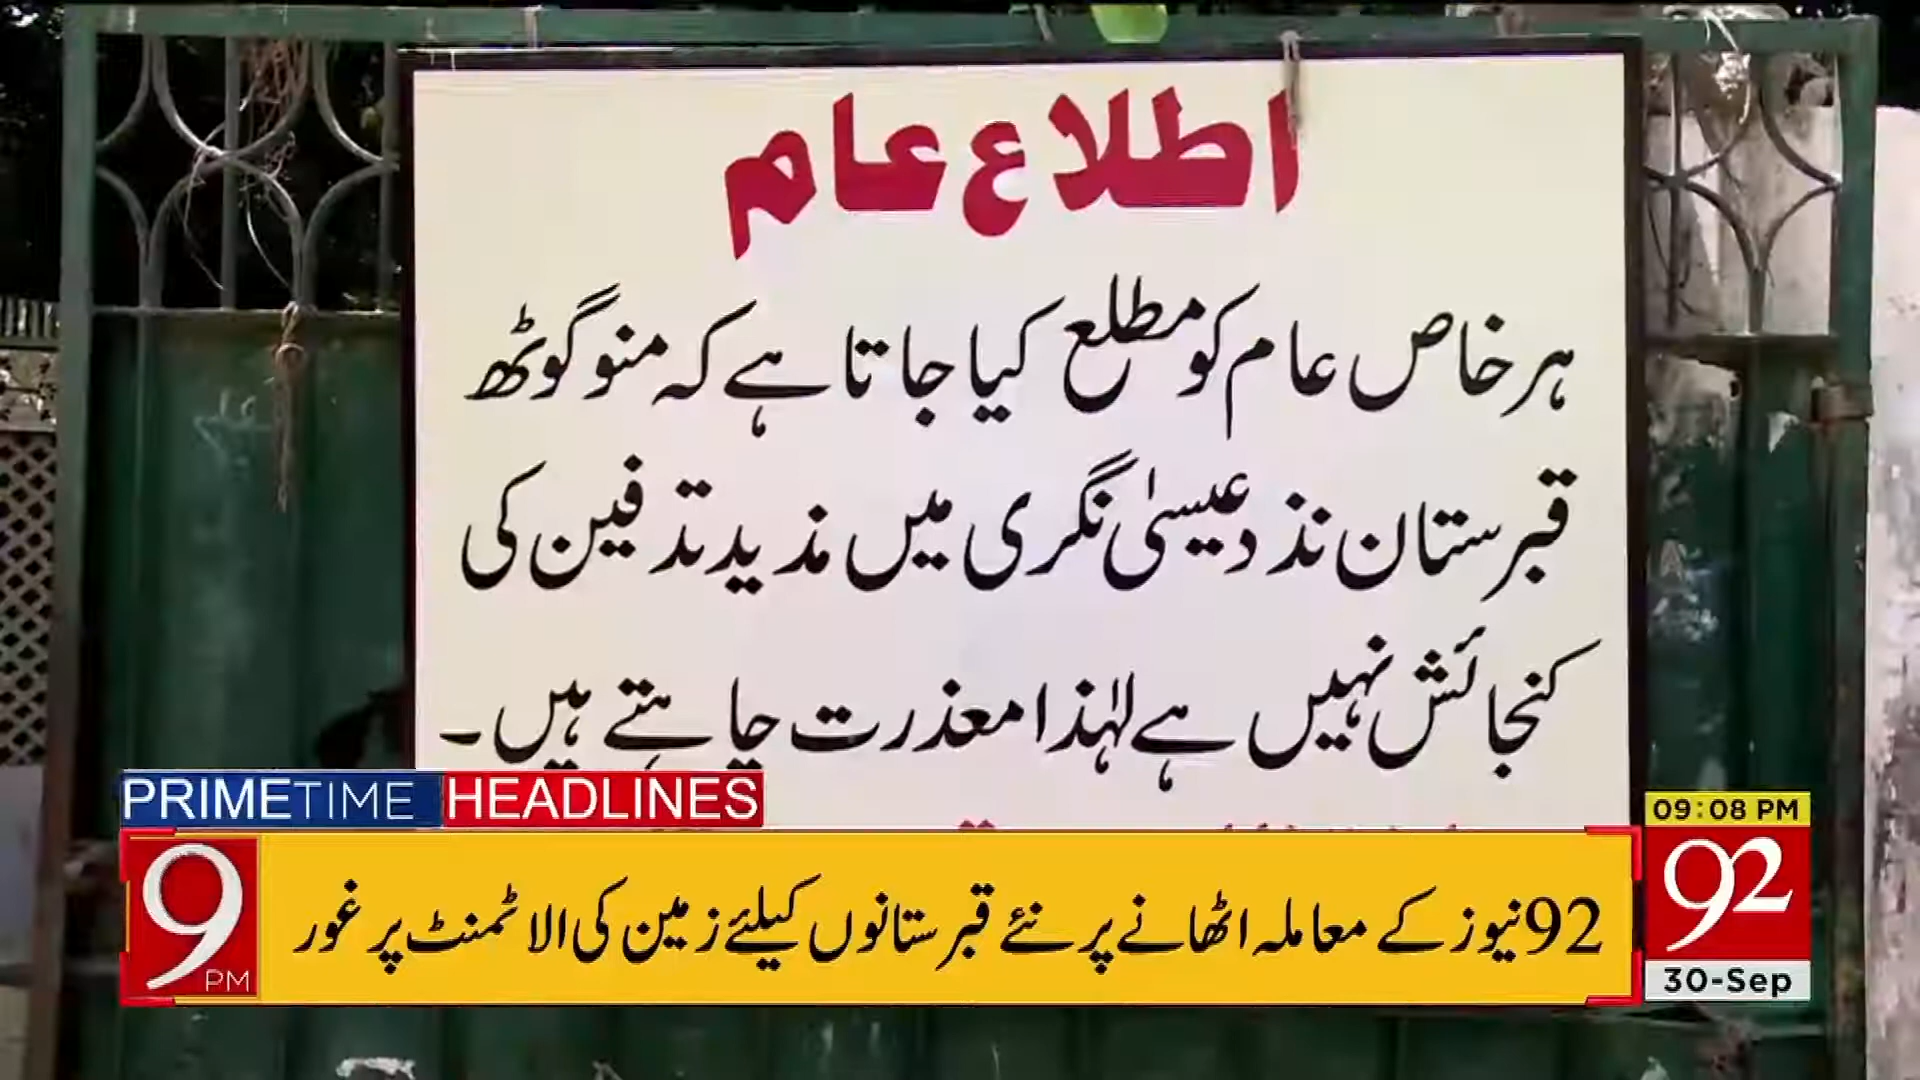 اطلاع عام
ہر خاص عام کو مطلع کیا جاتا ہے کہ منو گوٹھ
قبرستان نذد عیسیٰ نگری میں مذید تدفین کی
کنجائش نہیں ہے لہٰذا معذرت چاہتے ہیں۔
PRIMETIME HEADLINES
09:08 PM
9 PM
92 نیوز کے معاملہ اٹھانے پر نئے قبرستانوں کیلئے زمین کی الاٹمنٹ پر غور
92
30-Sep